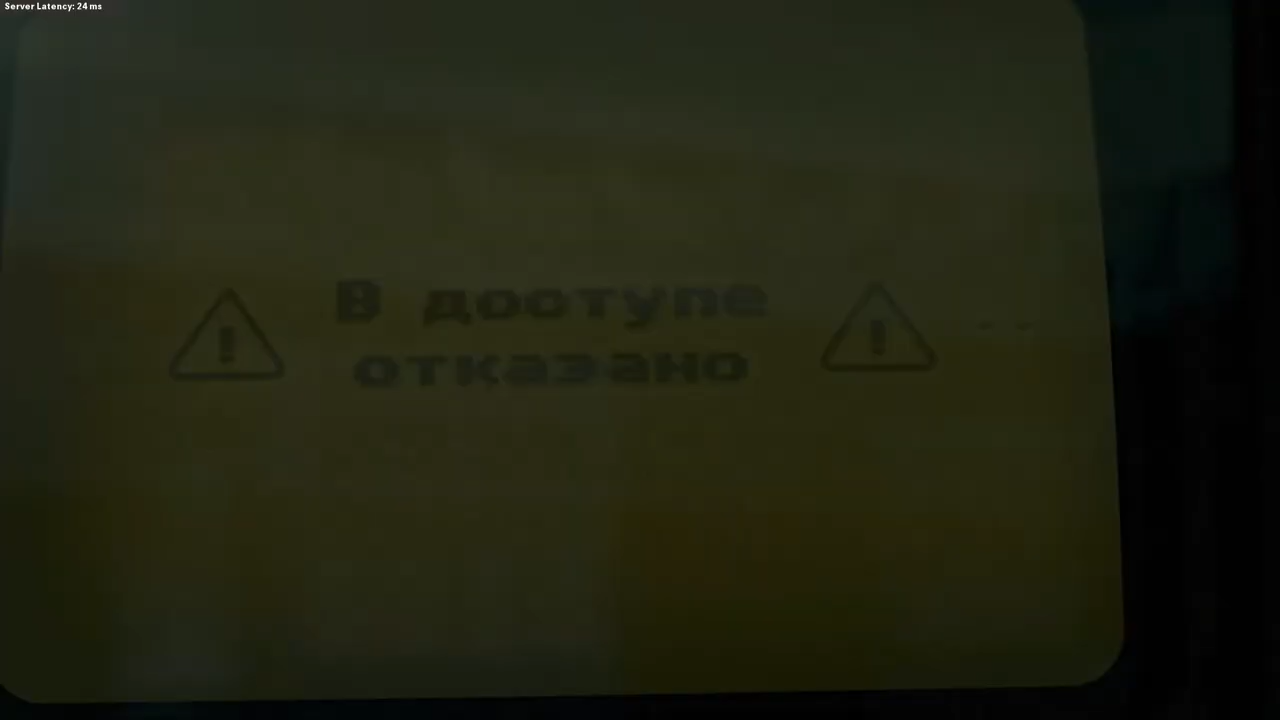 Server Latency: 24 ms
В доступе
отказано